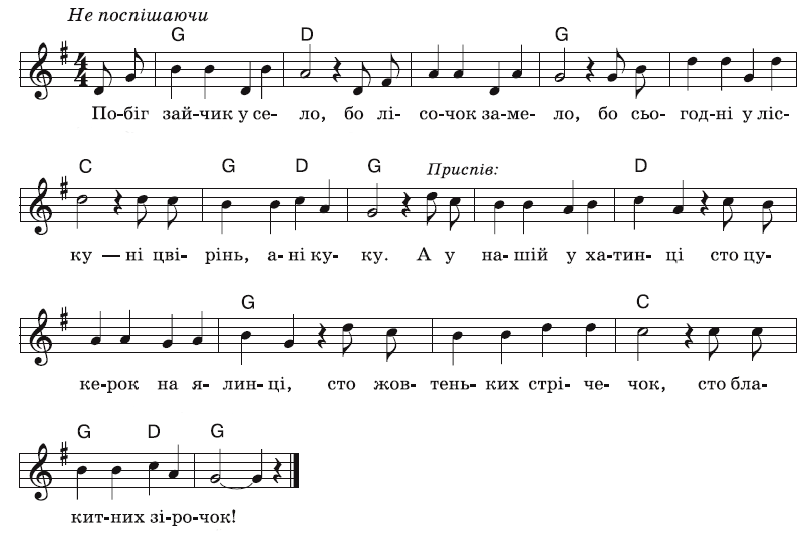 Не поспішаючи
G D G
По-біг зай-чик у се- ло, бо лі- со-чок за-ме- ло, бо сьо- год-ні у ліс-
C G D G Приспів: D
ку — ні цві- рінь, а- ні ку- ку. А у на- шій у ха-тин- ці сто цу-
G C
ке-рок на я- лин- ці, сто жов- тень- ких стрі- че- чок, сто бла-
G D G
кит-них зі-ро-чок!